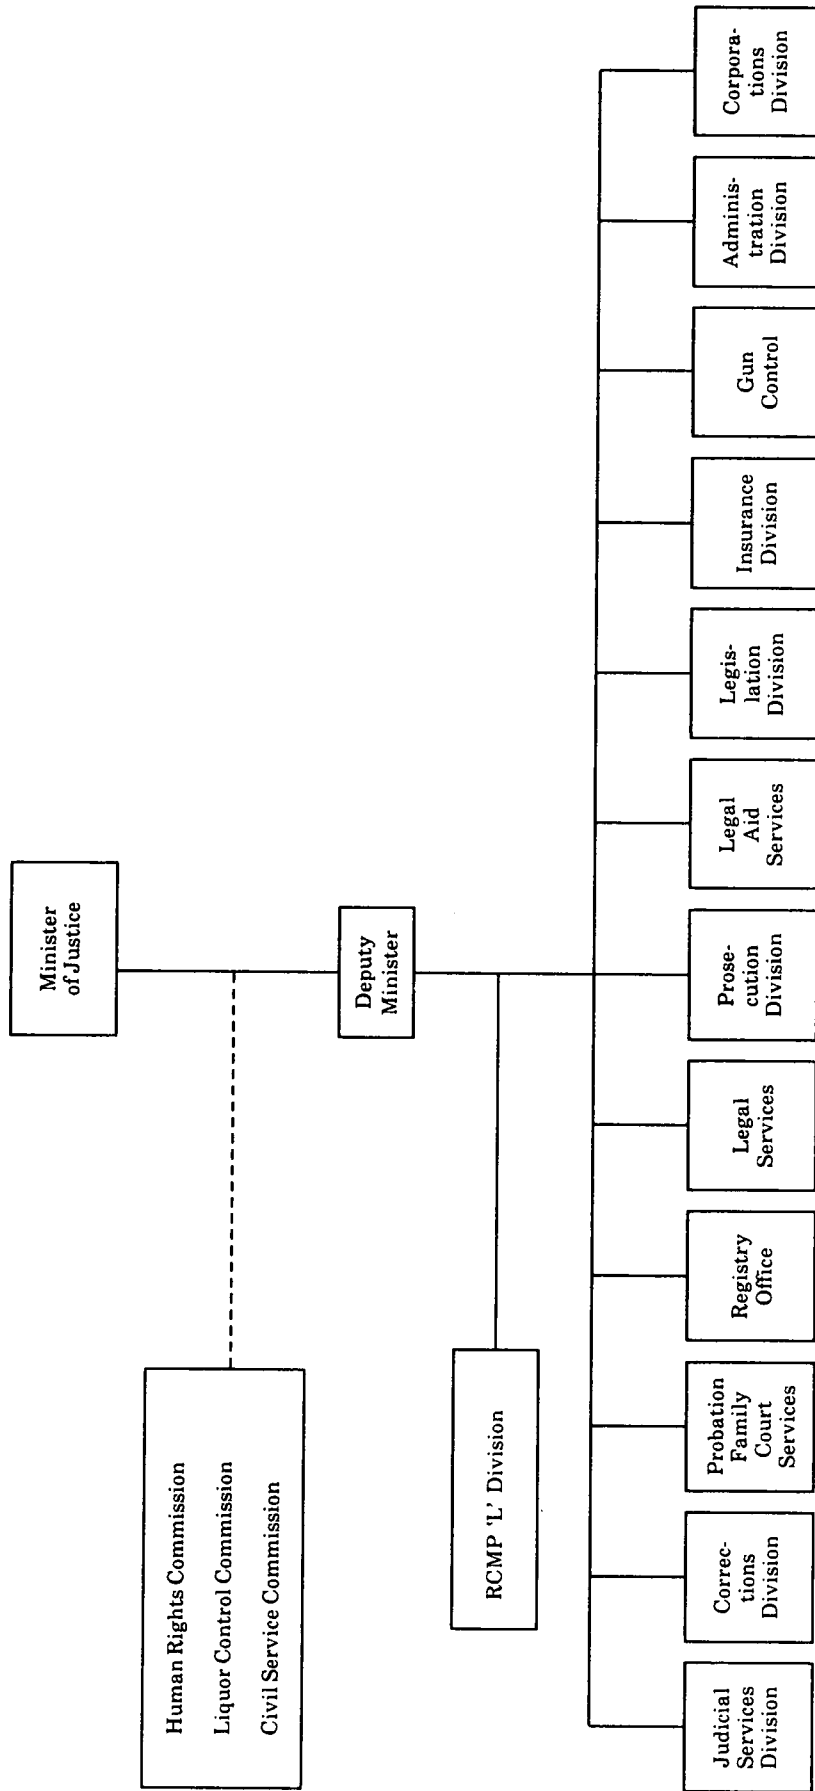 Minister
of Justice
Human Rights Commission
Liquor Control Commission
Civil Service Commission
Deputy
Minister
RCMP 'L' Division
Judicial
Services
Division
Correc-
tions
Division
Probation
Family
Court
Services
Registry
Office
Legal
Services
Prose-
cution
Division
Legal
Aid
Services
Legis-
lation
Division
Insurance
Division
Gun
Control
Adminis-
tration
Division
Corpora-
tions
Division